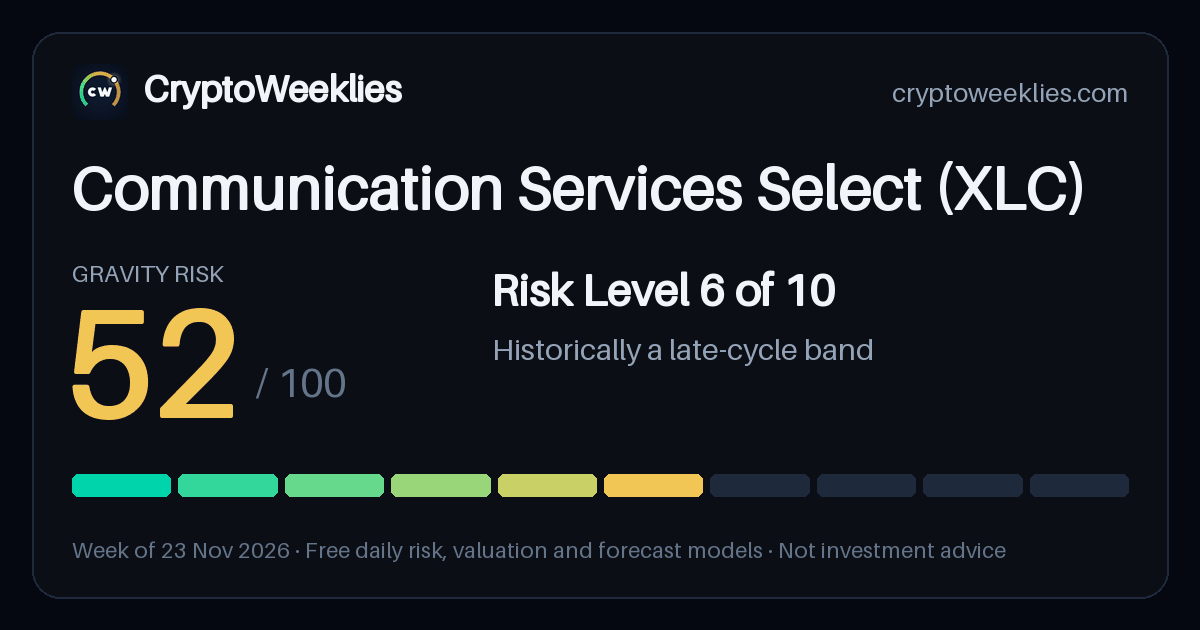 CW
CryptoWeeklies
cryptoweeklies.com
Communication Services Select (XLC)
GRAVITY RISK
52 / 100
Risk Level 6 of 10
Historically a late-cycle band
Week of 23 Nov 2026 · Free daily risk, valuation and forecast models · Not investment advice